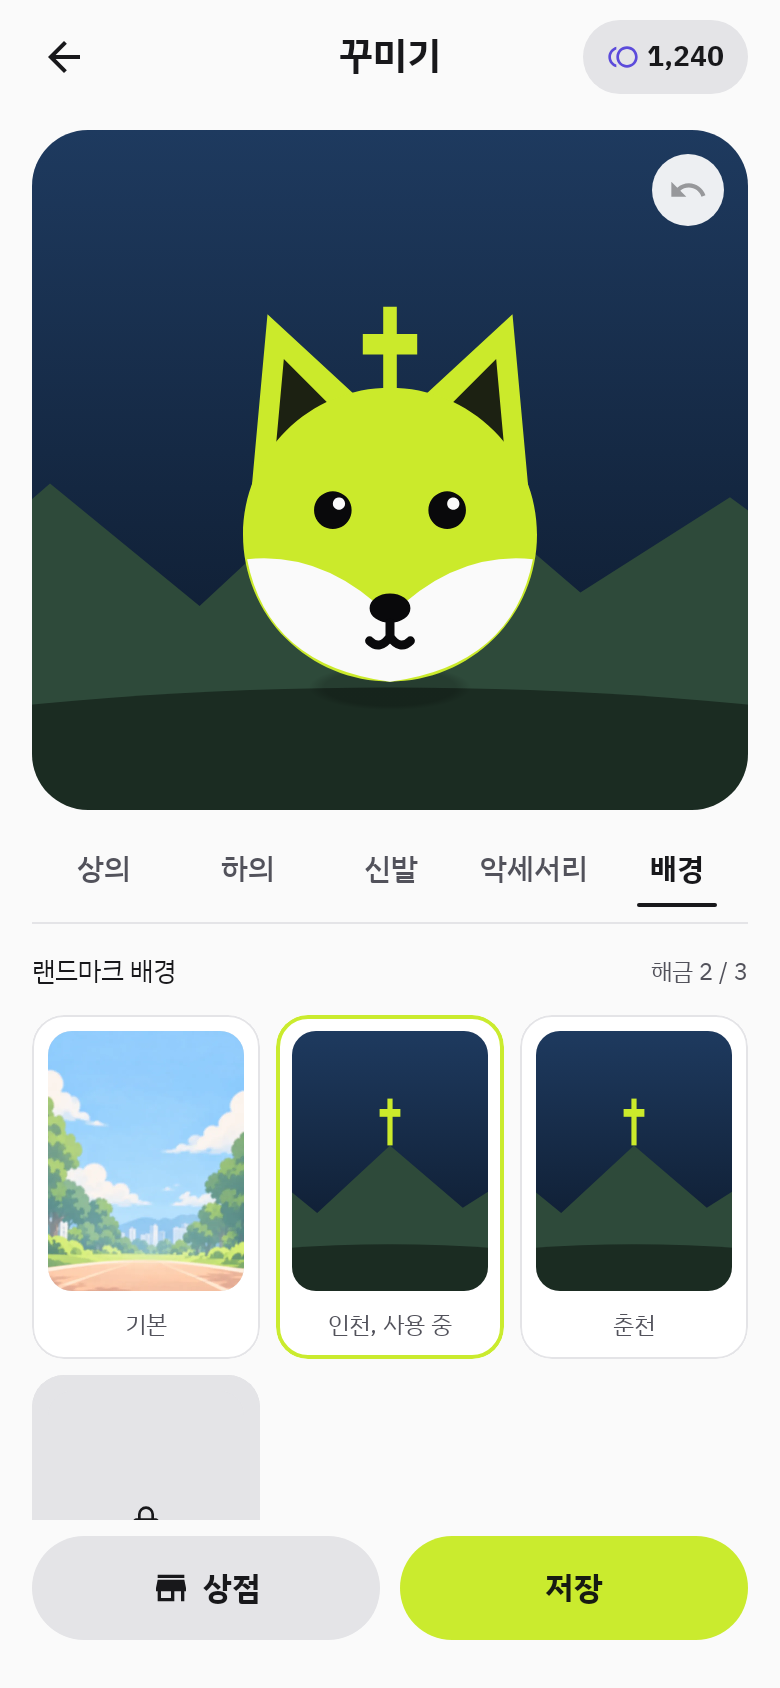 꾸미기
1,240
상의 하의 신발 악세서리 배경
랜드마크 배경 해금 2 / 3
기본 인천, 사용 중 춘천
상점 저장